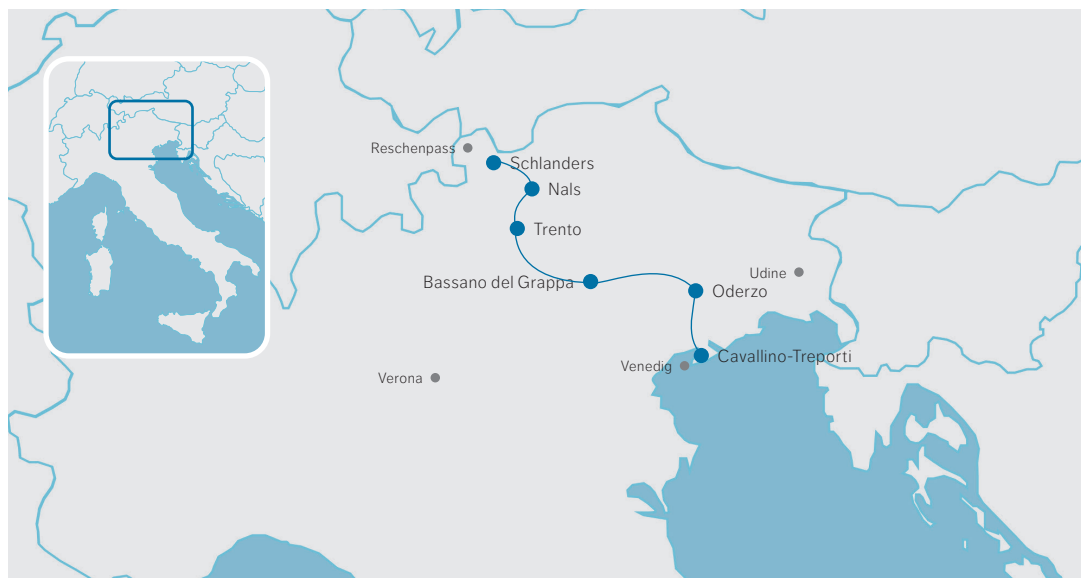 Reschenpass
Schlanders
Nals
Trento
Bassano del Grappa
Udine
Oderzo
Cavallino-Treporti
Venedig
Verona